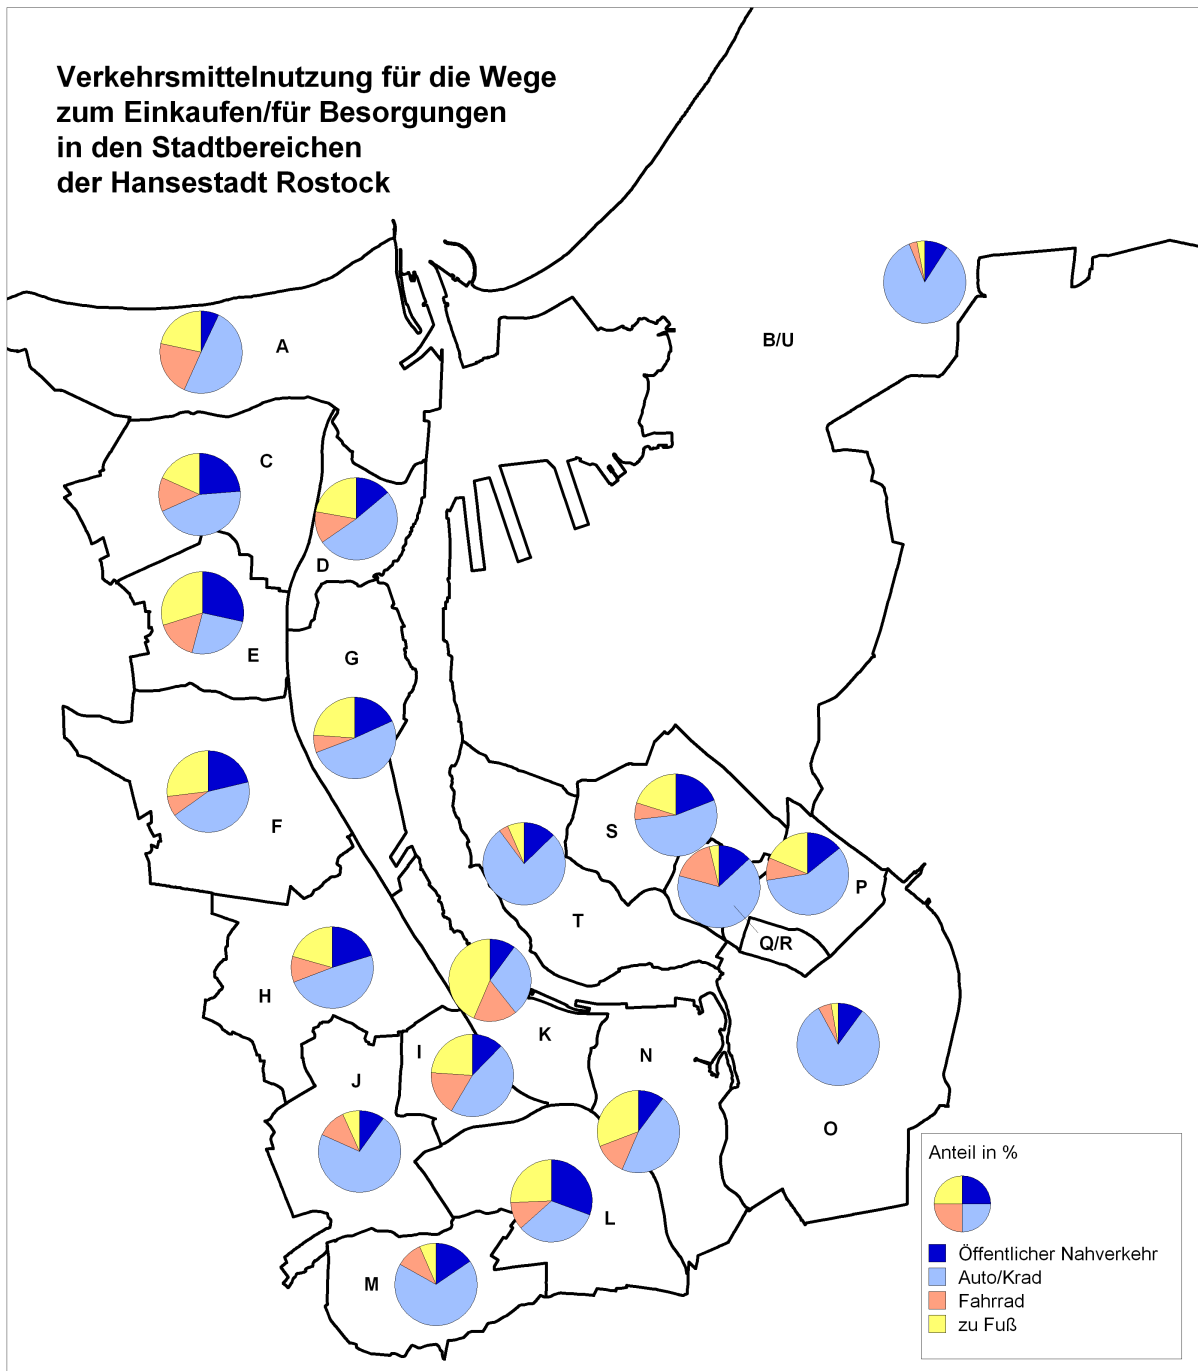 Verkehrsmittelnutzung für die Wege
zum Einkaufen/für Besorgungen
in den Stadtbereichen
der Hansestadt Rostock
B/U
A
C
D
E
G
F
S
P
T
Q/R
H
K
I
N
J
O
L
M
Anteil in %
Öffentlicher Nahverkehr
Auto/Krad
Fahrrad
zu Fuß